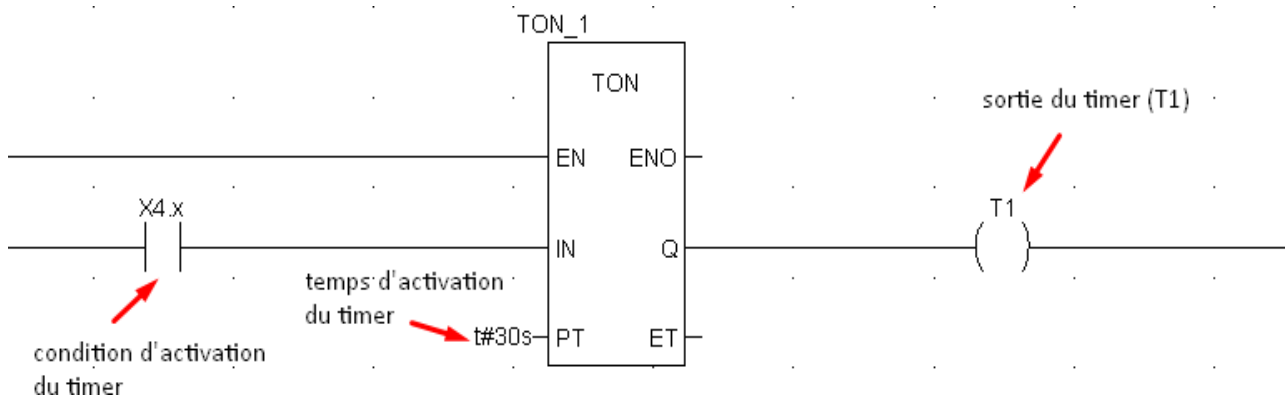 TON_1
TON
sortie du timer (T1)
EN ENO
X4.x
T1
IN Q
temps d'activation
du timer
t#30s PT ET
condition d'activation
du timer